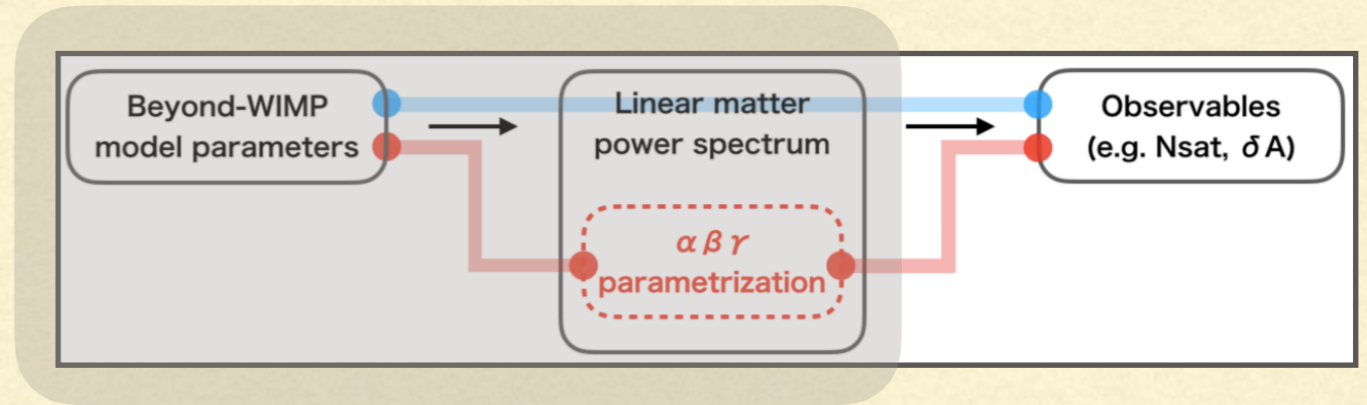 Beyond-WIMP
model parameters
Linear matter
power spectrum
α β γ
parametrization
Observables
(e.g. Nsat, δA)